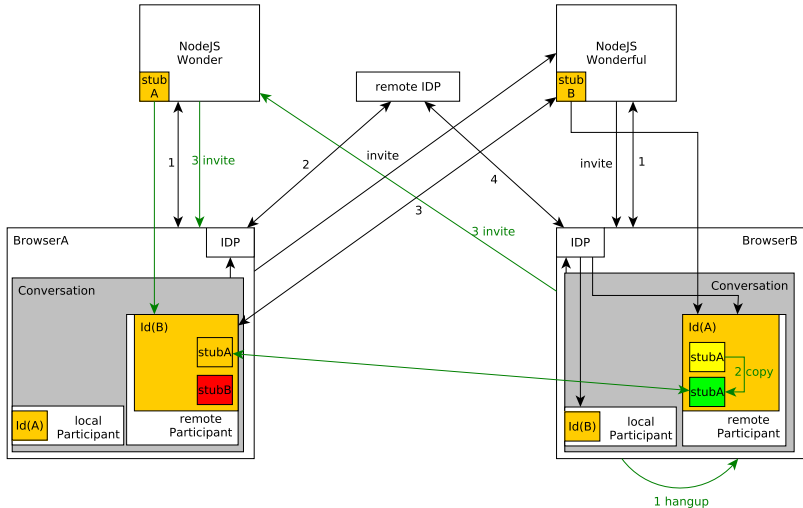 NodeJS
Wonder
stub
A
NodeJS
Wonderful
stub
B
remote IDP
1
3 invite
2
invite
4
3
3 invite
invite
1
BrowserA
IDP
IDP
BrowserB
Conversation
Conversation
Id(B)
stubA
stubB
Id(A)
stubA
2 copy
stubA
Id(A)
local
Participant
remote
Participant
Id(B)
local
Participant
remote
Participant
1 hangup